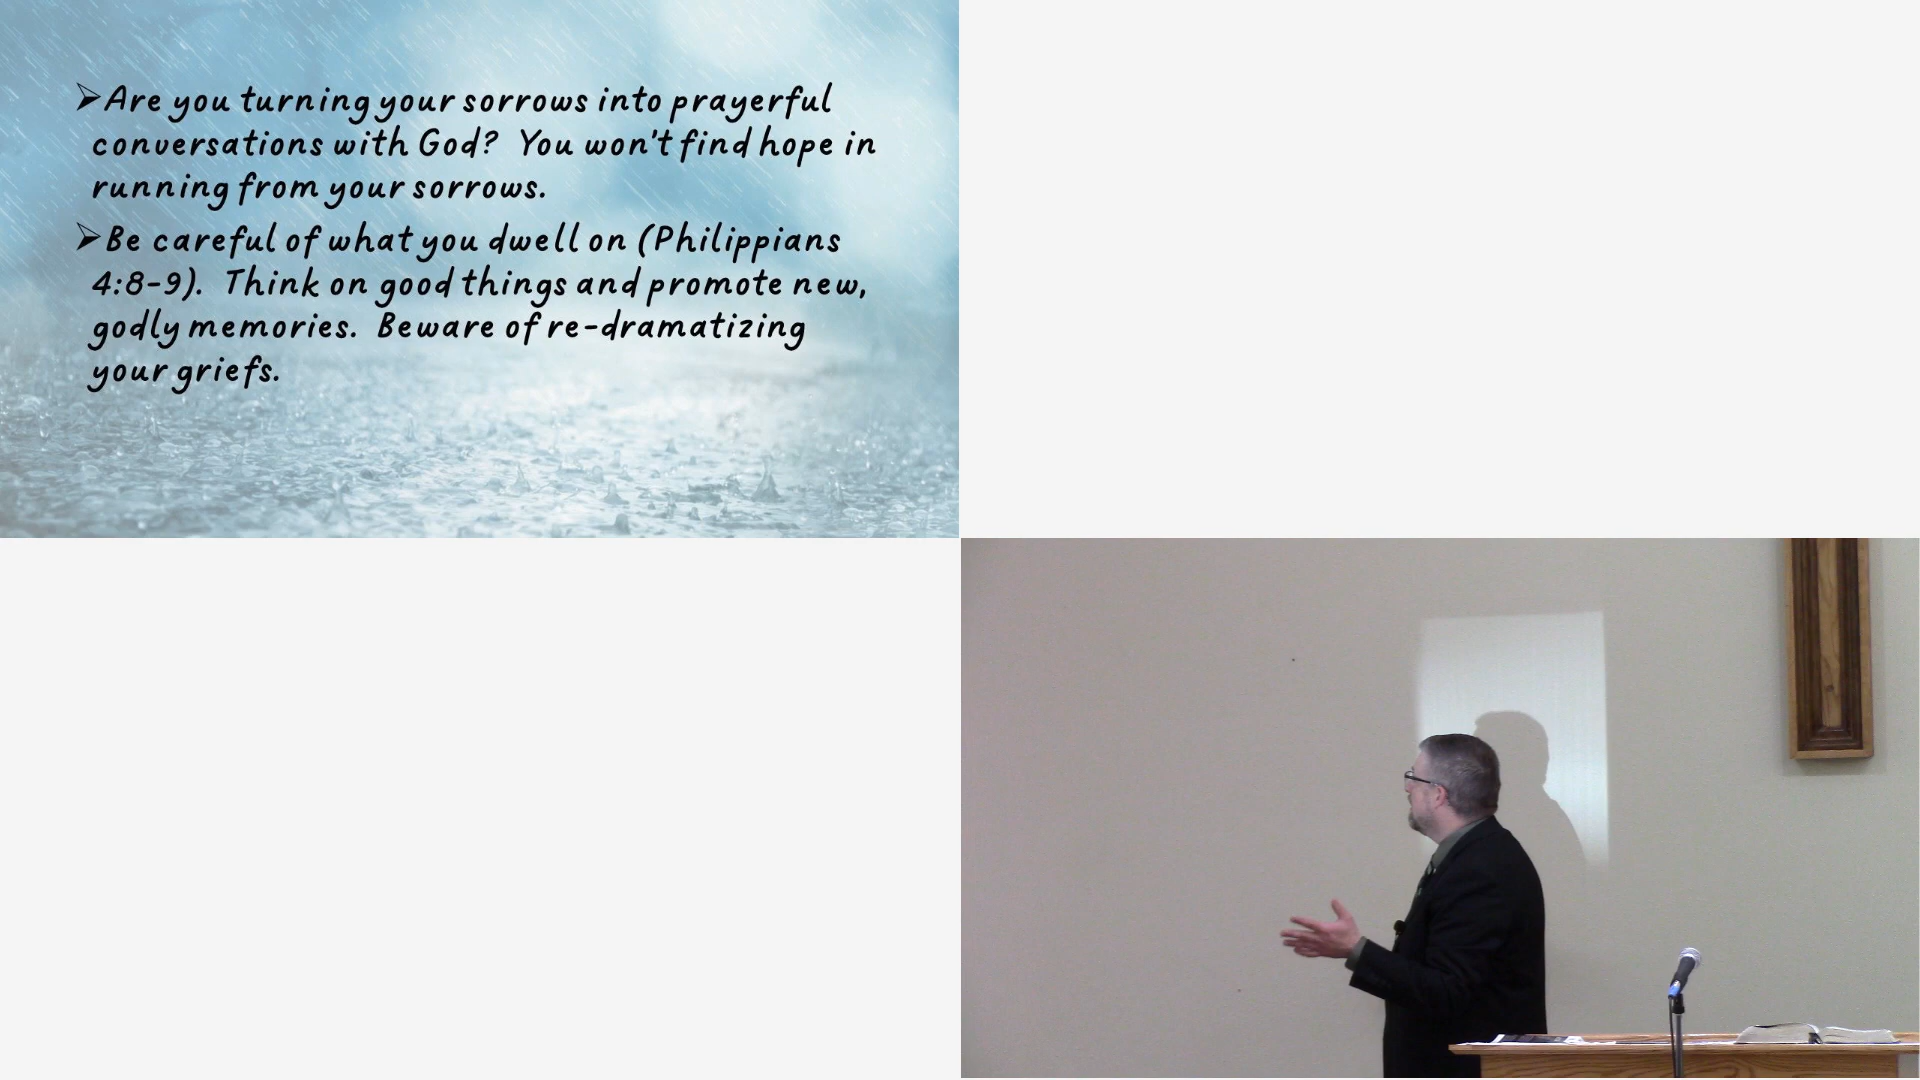 ➢Are you turning your sorrows into prayerful
conversations with God? You won't find hope in
running from your sorrows.
➢Be careful of what you dwell on (Philippians
4:8-9). Think on good things and promote new,
godly memories. Beware of re-dramatizing
your griefs.